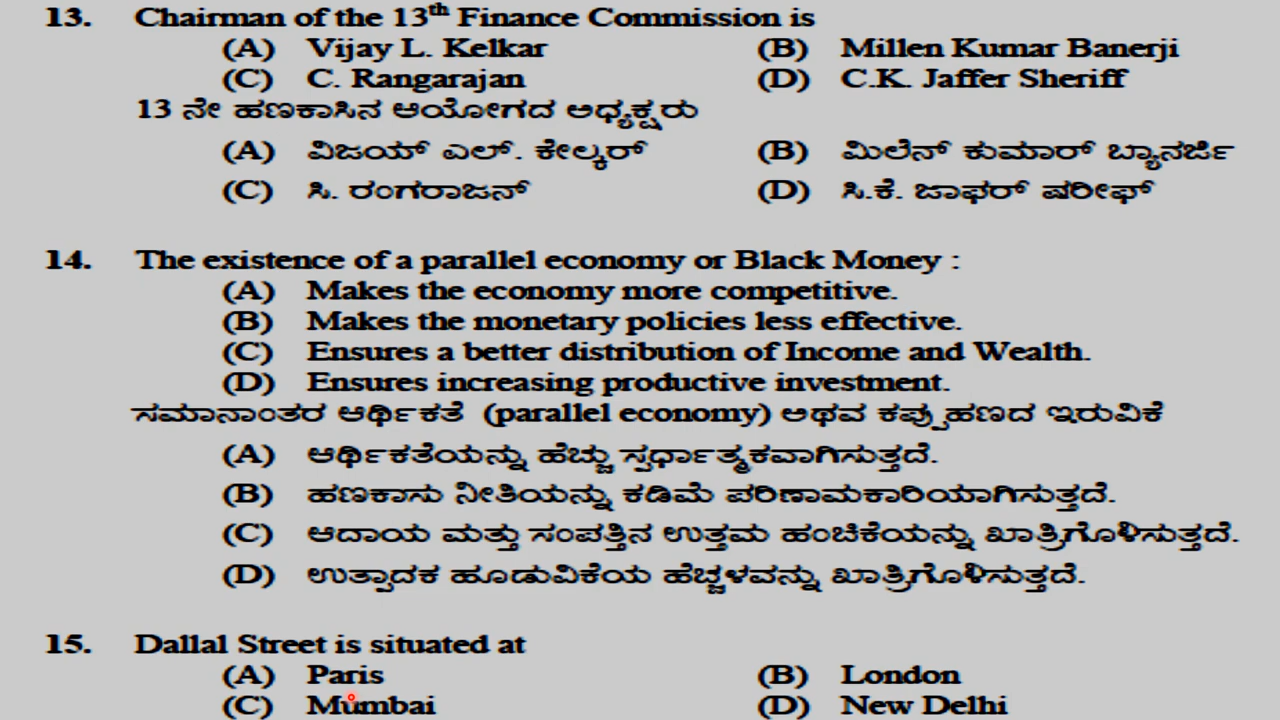 13. Chairman of the 13th Finance Commission is
(A) Vijay L. Kelkar (B) Millen Kumar Banerji
(C) C. Rangarajan (D) C.K. Jaffer Sheriff
13 ನೇ ಹಣಕಾಸಿನ ಆಯೋಗದ ಅಧ್ಯಕ್ಷರು
(A) ವಿಜಯ್ ಎಲ್. ಕೇಲ್ಕರ್ (B) ಮಿಲೆನ್ ಕುಮಾರ್ ಬ್ಯಾನರ್ಜಿ
(C) ಸಿ. ರಂಗರಾಜನ್ (D) ಸಿ.ಕೆ. ಜಾಫರ್ ಷರೀಫ್
14. The existence of a parallel economy or Black Money :
(A) Makes the economy more competitive.
(B) Makes the monetary policies less effective.
(C) Ensures a better distribution of Income and Wealth.
(D) Ensures increasing productive investment.
ಸಮಾನಾಂತರ ಆರ್ಥಿಕತೆ (parallel economy) ಅಥವ ಕಪ್ಪುಹಣದ ಇರುವಿಕೆ
(A) ಆರ್ಥಿಕತೆಯನ್ನು ಹೆಚ್ಚು ಸ್ಪರ್ಧಾತ್ಮಕವಾಗಿಸುತ್ತದೆ.
(B) ಹಣಕಾಸು ನೀತಿಯನ್ನು ಕಡಿಮೆ ಪರಿಣಾಮಕಾರಿಯಾಗಿಸುತ್ತದೆ.
(C) ಆದಾಯ ಮತ್ತು ಸಂಪತ್ತಿನ ಉತ್ತಮ ಹಂಚಿಕೆಯನ್ನು ಖಾತ್ರಿಗೊಳಿಸುತ್ತದೆ.
(D) ಉತ್ಪಾದಕ ಹೂಡುವಿಕೆಯ ಹೆಚ್ಚಳವನ್ನು ಖಾತ್ರಿಗೊಳಿಸುತ್ತದೆ.
15. Dallal Street is situated at
(A) Paris (B) London
(C) Mumbai (D) New Delhi